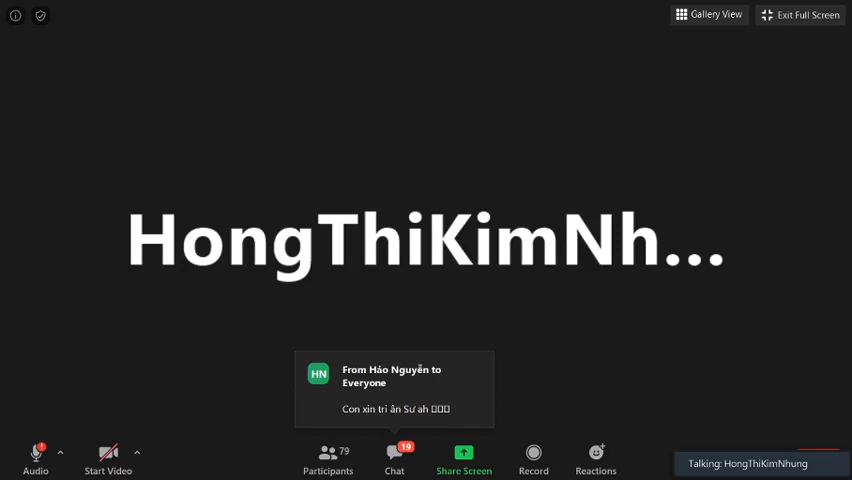 Gallery View
Exit Full Screen
HongThiKimNh...
HN
From Hảo Nguyễn to
Everyone
Con xin tri ân Sư ah
79
19
Audio
Start Video
Participants
Chat
Share Screen
Record
Reactions
Talking: HongThiKimNhung